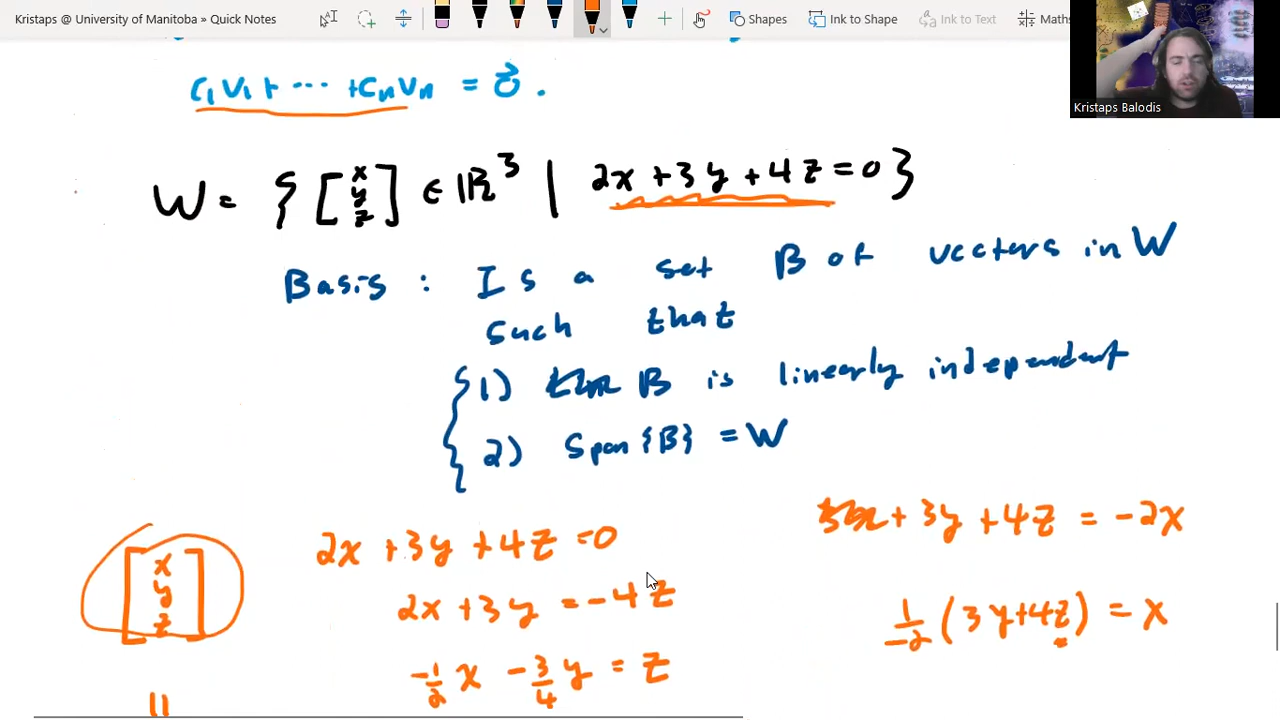 Kristaps @ University of Manitoba » Quick Notes
Shapes
Ink to Shape
Ink to Text
Maths
Kristaps Balodis
c₁v₁+ ··· +cₙvₙ = 0⃗ .
W = { [x y z] ∈ ℝ³ | 2x +3y +4z =0}
Basis : Is a set B of vectors in W
such that
1) B is linearly independent
2) Span{B} = W
2x +3y +4z =0
2x +3y = -4z
-1/2 x - 3/4 y = z
[x y z]
11
+ 3y +4z = -2x
1/-2 (3y+4z) = x